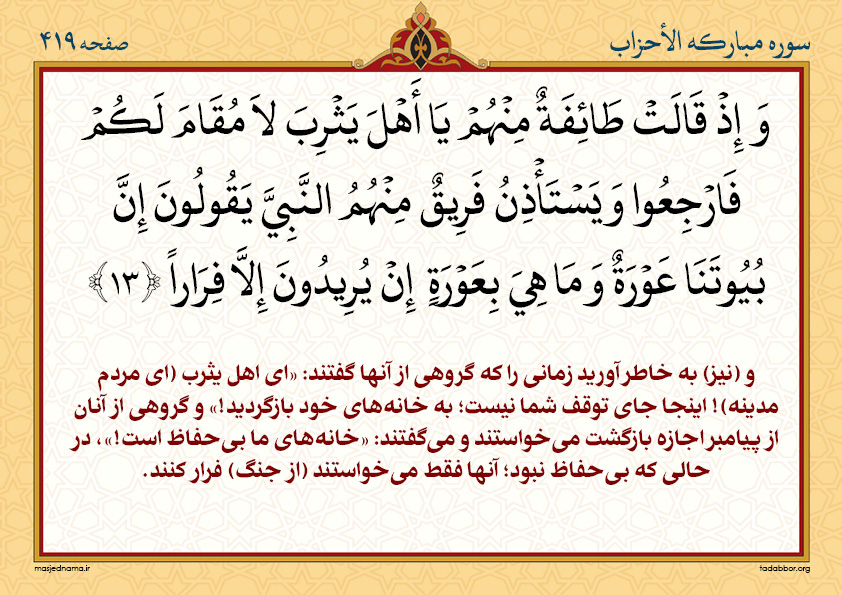 سوره مبارکه الأحزاب
صفحه ۴۱۹
وَ إِذْ قَالَتْ طَائِفَةٌ مِنْهُمْ يَا أَهْلَ يَثْرِبَ لاَ مُقَامَ لَكُمْ
فَارْجِعُوا وَ يَسْتَأْذِنُ فَرِيقٌ مِنْهُمُ النَّبِيَّ يَقُولُونَ إِنَّ
بُيُوتَنَا عَوْرَةٌ وَ مَا هِيَ بِعَوْرَةٍ إِنْ يُرِيدُونَ إِلاَّ فِرَاراً ﴿۱۳﴾
و (نیز) به خاطر آورید زمانی را که گروهی از آنها گفتند: «ای اهل یثرب (ای مردم
مدینه)! اینجا جای توقف شما نیست؛ به خانه‌های خود بازگردید!» و گروهی از آنان
از پیامبر اجازه بازگشت می‌خواستند و می‌گفتند: «خانه‌های ما بی‌حفاظ است!»، در
حالی که بی‌حفاظ نبود؛ آنها فقط می‌خواستند (از جنگ) فرار کنند.
masjednama.ir
tadabbor.org